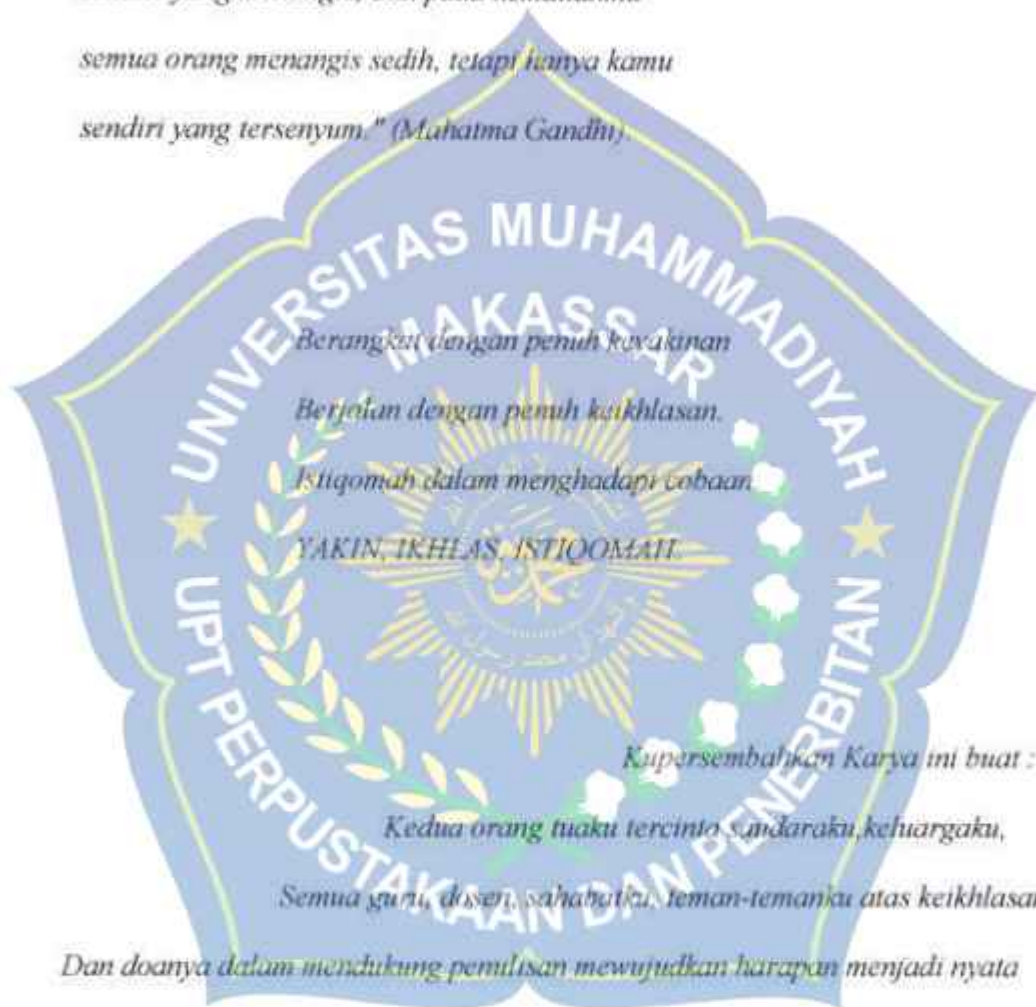 semua orang menangis sedih, tetapi hanya kamu
sendiri yang tersenyum." (Mahatma Gandhi).
UNIVERSITAS MUHAMMADIYAH
MAKASSAR
Berangkat dengan penuh keyakinan
Berjalan dengan penuh keikhlasan.
Istiqomah dalam menghadapi cobaan
YAKIN, IKHLAS, ISTIQOMAH.
Kupersembahkan Karya ini buat :
Kedua orang tuaku tercinta saudaraku,keluargaku,
Semua guru, dosen, sahabatku, teman-temanku atas keikhlasan
Dan doanya dalam mendukung penulisan mewujudkan harapan menjadi nyata
UPT PERPUSTAKAAN DAN PENERBITAN